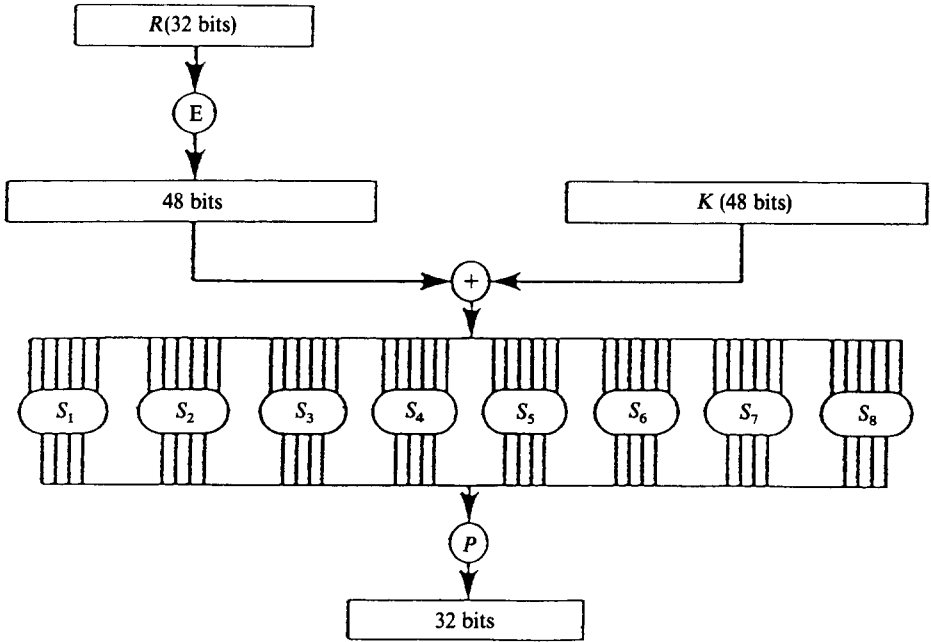 R(32 bits)
E
48 bits
K (48 bits)
+
S₁ S₂ S₃ S₄ S₅ S₆ S₇ S₈
P
32 bits